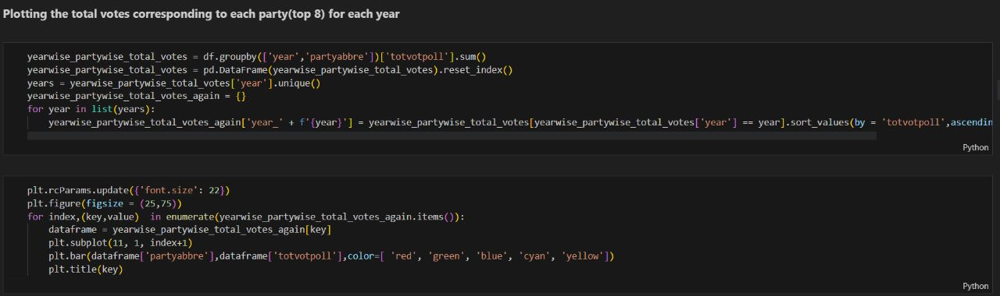 Plotting the total votes corresponding to each party(top 8) for each year
yearwise_partywise_total_votes = df.groupby(['year','partyabbre'])['totvotpoll'].sum()
yearwise_partywise_total_votes = pd.DataFrame(yearwise_partywise_total_votes).reset_index()
years = yearwise_partywise_total_votes['year'].unique()
yearwise_partywise_total_votes_again = {}
for year in list(years):
    yearwise_partywise_total_votes_again['year_' + f'{year}'] = yearwise_partywise_total_votes[yearwise_partywise_total_votes['year'] == year].sort_values(by = 'totvotpoll',ascendin
Python
plt.rcParams.update({'font.size': 22})
plt.figure(figsize = (25,75))
for index,(key,value)  in enumerate(yearwise_partywise_total_votes_again.items()):
    dataframe = yearwise_partywise_total_votes_again[key]
    plt.subplot(11, 1, index+1)
    plt.bar(dataframe['partyabbre'],dataframe['totvotpoll'],color=[ 'red', 'green', 'blue', 'cyan', 'yellow'])
    plt.title(key)
Python